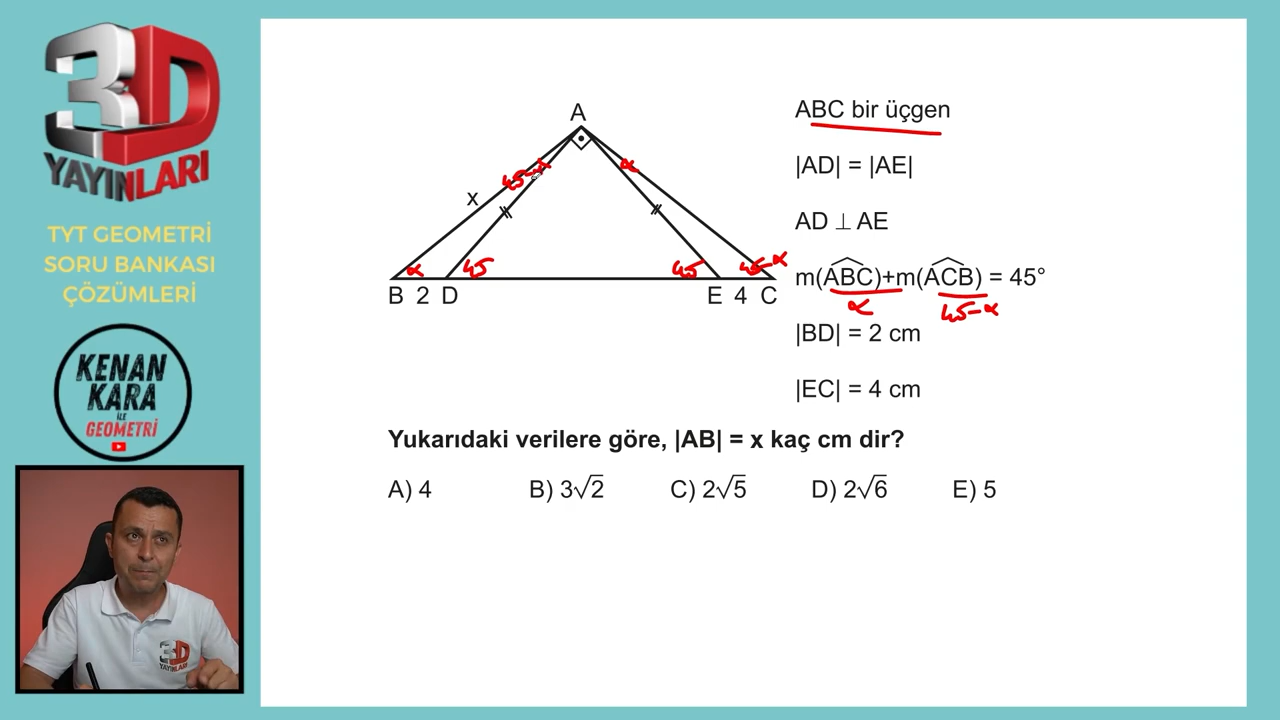 3D
YAYINLARI
TYT GEOMETRİ
SORU BANKASI
ÇÖZÜMLERİ
KENAN
KARA
İLE
GEOMETRİ
3D
YAYINLARI
A
x
45-α
α
α
45
45
45-α
B 2 D
E 4 C
ABC bir üçgen
|AD| = |AE|
AD ⊥ AE
m(ABC)+m(ACB) = 45°
α
45-α
|BD| = 2 cm
|EC| = 4 cm
Yukarıdaki verilere göre, |AB| = x kaç cm dir?
A) 4 B) 3√2 C) 2√5 D) 2√6 E) 5